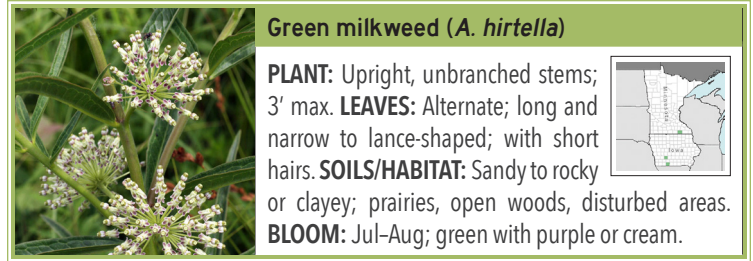 Green milkweed (A. hirtella)
PLANT: Upright, unbranched stems;
3′ max. LEAVES: Alternate; long and
narrow to lance-shaped; with short
hairs. SOILS/HABITAT: Sandy to rocky
or clayey; prairies, open woods, disturbed areas.
BLOOM: Jul–Aug; green with purple or cream.
MINNESOTA
IOWA